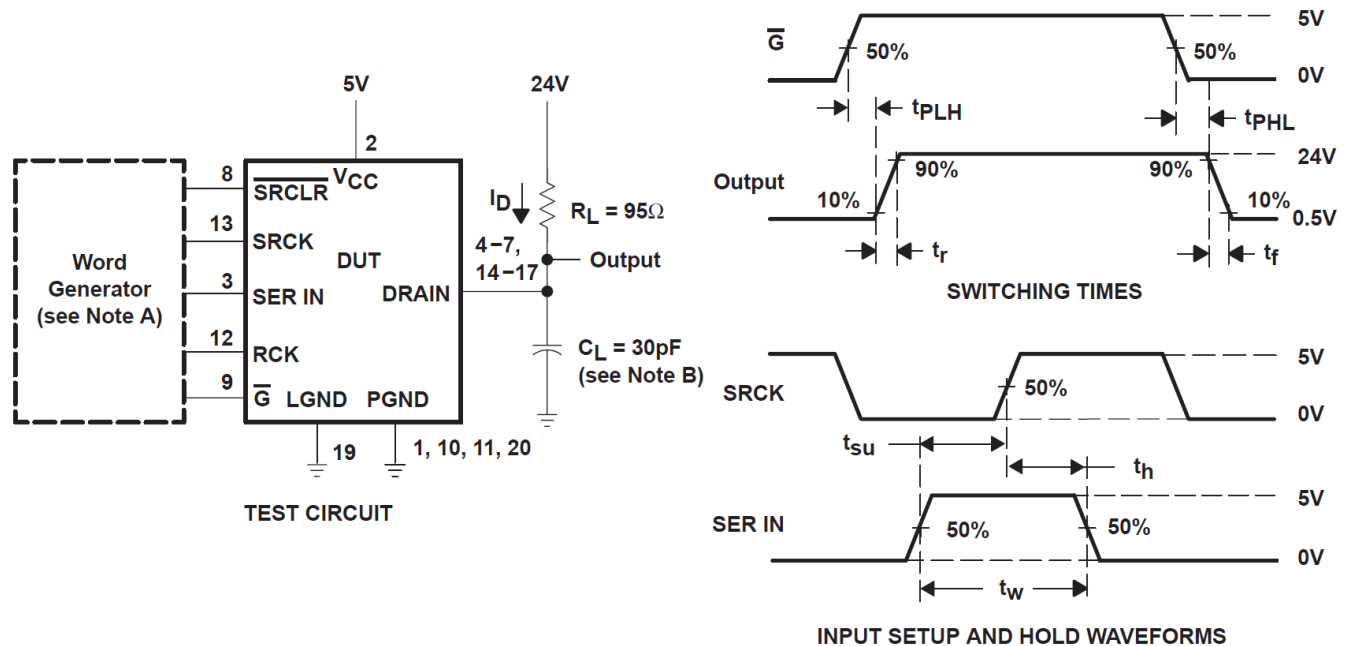 5V
24V
2
8
SRCLR
VCC
ID
RL = 95Ω
13
SRCK
4−7,
14−17
Output
Word
Generator
(see Note A)
DUT
3
SER IN
DRAIN
12
RCK
CL = 30pF
(see Note B)
9
G
LGND
PGND
19
1, 10, 11, 20
TEST CIRCUIT
G
5V
50%
50%
0V
tPLH
tPHL
Output
24V
90%
90%
10%
10%
0.5V
tr
tf
SWITCHING TIMES
SRCK
5V
50%
0V
tsu
th
SER IN
5V
50%
50%
0V
tw
INPUT SETUP AND HOLD WAVEFORMS